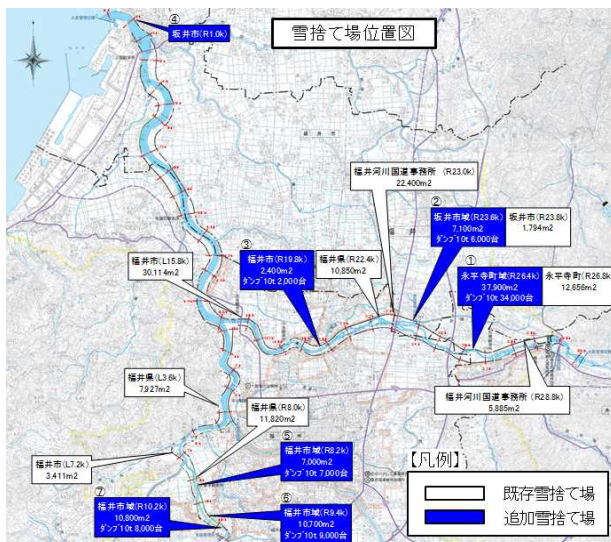 雪捨て場位置図
④
坂井市(R1.0k)
福井河川国道事務所 (R23.0k)
22,400m2
②
坂井市域(R23.6k)
7,100m2
ダンプ10t 6,000台
坂井市(R23.8k)
1,794m2
③
福井市(R19.8k)
2,400m2
ダンプ10t 2,000台
福井県(R22.4k)
10,850m2
①
永平寺町域(R26.4k)
37,900m2
ダンプ10t 34,000台
永平寺町(R26.8k)
12,656m2
福井市(L15.8k)
30,114m2
福井県(L3.6k)
7,927m2
福井県(R8.0k)
11,820m2
福井河川国道事務所 (R28.8k)
5,885m2
福井市(L7.2k)
3,411m2
⑤
福井市域(R8.2k)
7,000m2
ダンプ10t 7,000台
⑦
福井市域(R10.2k)
10,800m2
ダンプ10t 8,000台
⑥
福井市域(R9.4k)
10,700m2
ダンプ10t 9,000台
【凡例】
既存雪捨て場
追加雪捨て場